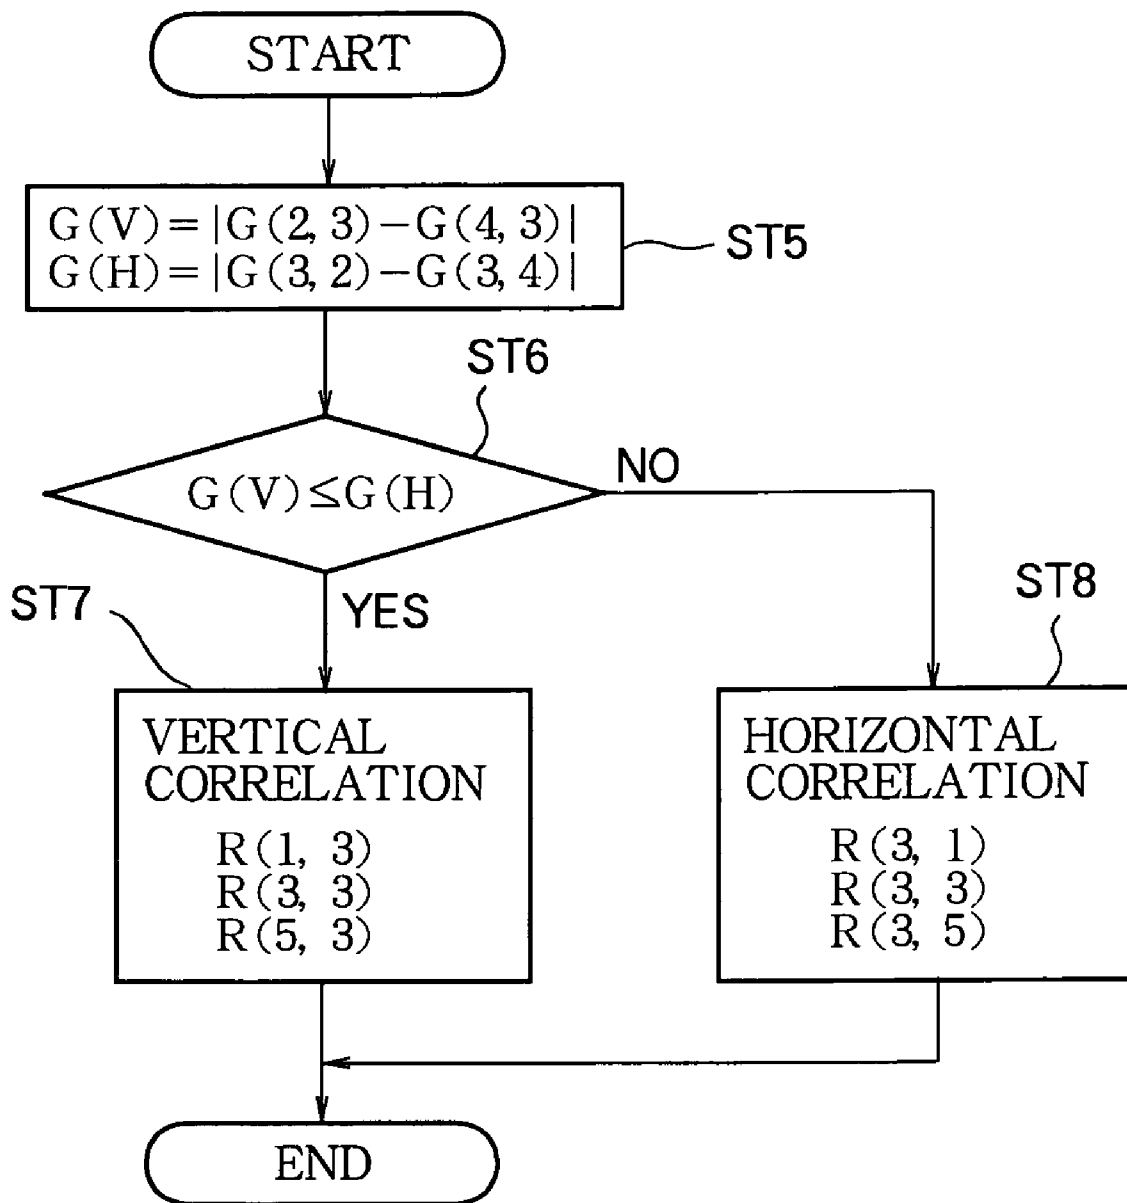 START
G(V)=|G(2, 3)−G(4, 3)|
G(H)=|G(3, 2)−G(3, 4)|
ST5
ST6
G(V)≤G(H)
NO
YES
ST7
VERTICAL
CORRELATION
R(1, 3)
R(3, 3)
R(5, 3)
ST8
HORIZONTAL
CORRELATION
R(3, 1)
R(3, 3)
R(3, 5)
END